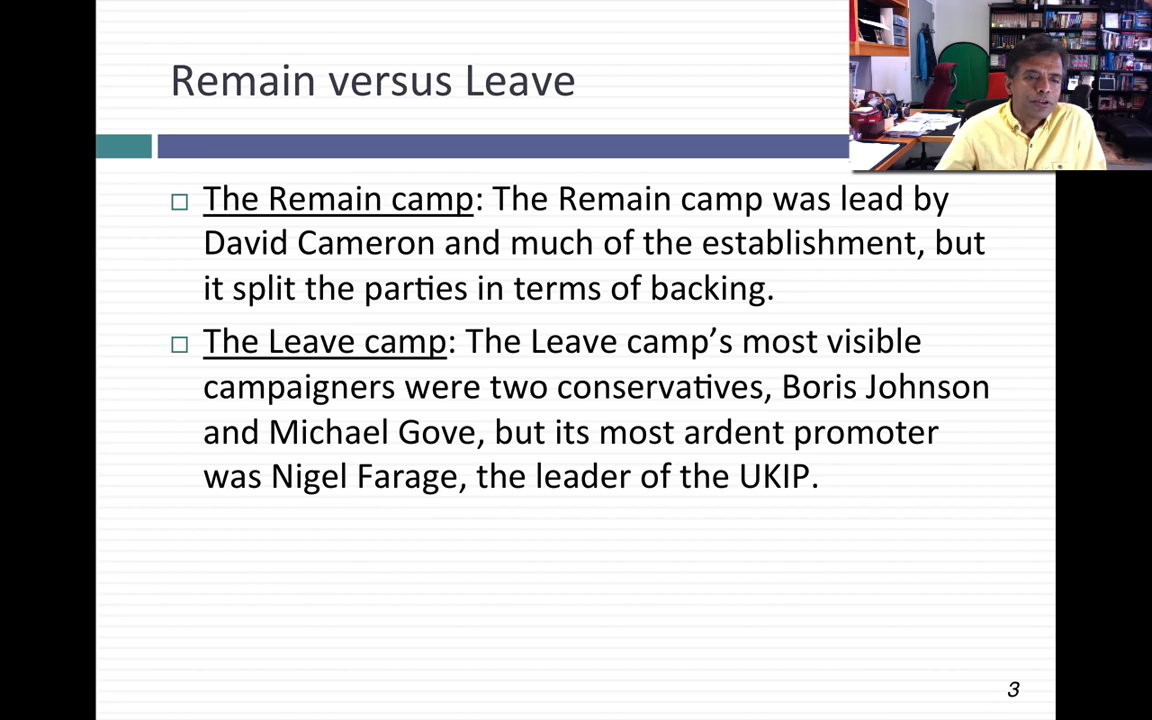 Remain versus Leave
□ The Remain camp: The Remain camp was lead by
David Cameron and much of the establishment, but
it split the parties in terms of backing.
□ The Leave camp: The Leave camp’s most visible
campaigners were two conservatives, Boris Johnson
and Michael Gove, but its most ardent promoter
was Nigel Farage, the leader of the UKIP.
3